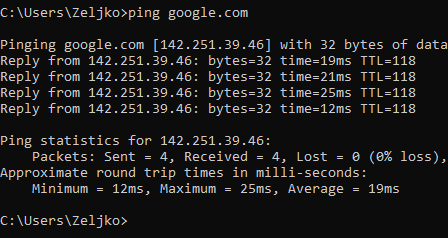 C:\Users\Zeljko>ping google.com
Pinging google.com [142.251.39.46] with 32 bytes of data
Reply from 142.251.39.46: bytes=32 time=19ms TTL=118
Reply from 142.251.39.46: bytes=32 time=21ms TTL=118
Reply from 142.251.39.46: bytes=32 time=25ms TTL=118
Reply from 142.251.39.46: bytes=32 time=12ms TTL=118
Ping statistics for 142.251.39.46:
    Packets: Sent = 4, Received = 4, Lost = 0 (0% loss),
Approximate round trip times in milli-seconds:
    Minimum = 12ms, Maximum = 25ms, Average = 19ms
C:\Users\Zeljko>